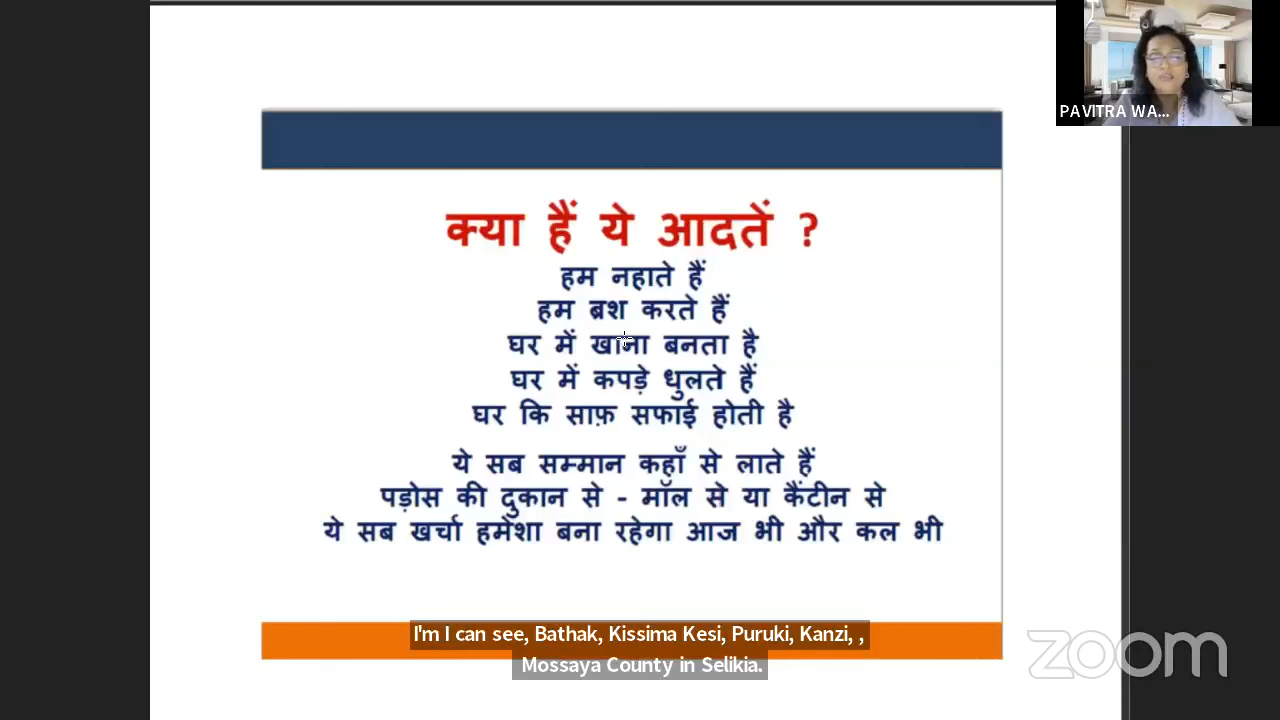 PAVITRA WA...
क्या हैं ये आदतें ?
हम नहाते हैं
हम ब्रश करते हैं
घर में खाना बनता है
घर में कपड़े धुलते हैं
घर कि साफ़ सफाई होती है
ये सब सम्मान कहाँ से लाते हैं
पड़ोस की दुकान से - मॉल से या कैंटीन से
ये सब खर्चा हमेशा बना रहेगा आज भी और कल भी
I'm I can see, Bathak, Kissima Kesi, Puruki, Kanzi, ,
Mossaya County in Selikia.
zoom